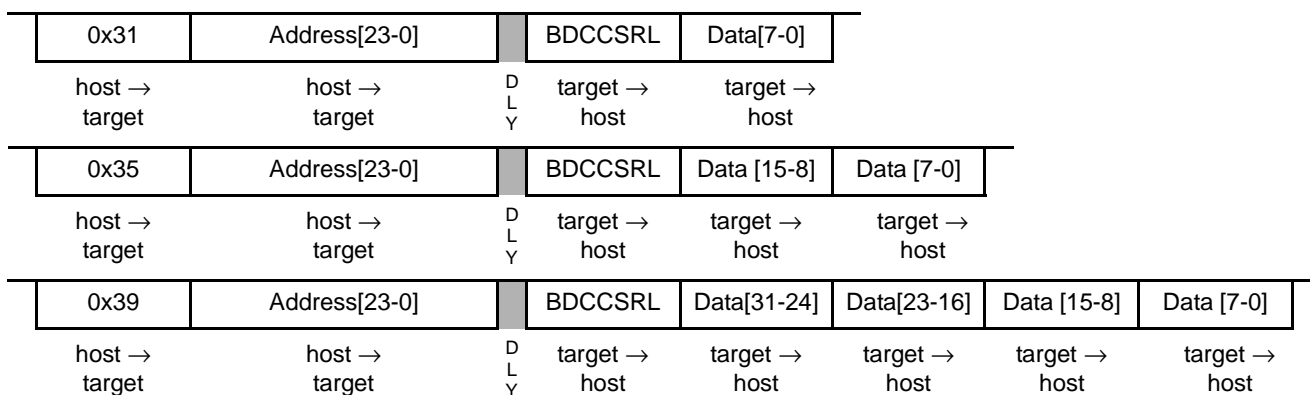 0x31 Address[23-0] BDCCSRL Data[7-0]
host → host → D target → target →
L
target target Y host host
0x35 Address[23-0] BDCCSRL Data [15-8] Data [7-0]
host → host → D target → target → target →
L
target target Y host host host
0x39 Address[23-0] BDCCSRL Data[31-24] Data[23-16] Data [15-8] Data [7-0]
host → host → D target → target → target → target → target →
L
target target Y host host host host host